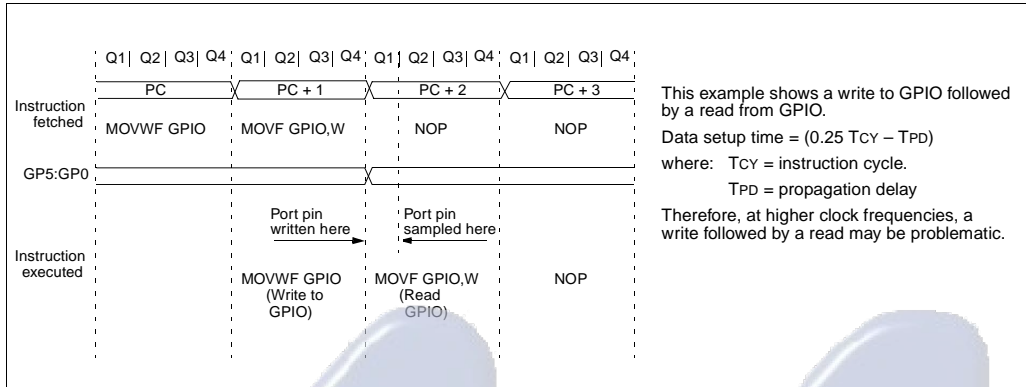 Q1| Q2| Q3| Q4 Q1| Q2| Q3| Q4 Q1| Q2| Q3| Q4 Q1| Q2| Q3| Q4
PC PC + 1 PC + 2 PC + 3
Instruction
fetched
MOVWF GPIO MOVF GPIO,W NOP NOP
GP5:GP0
Port pin
written here
Port pin
sampled here
Instruction
executed
MOVWF GPIO
(Write to
GPIO)
MOVF GPIO,W
(Read
GPIO)
NOP
This example shows a write to GPIO followed
by a read from GPIO.
Data setup time = (0.25 TCY – TPD)
where: TCY = instruction cycle.
TPD = propagation delay
Therefore, at higher clock frequencies, a
write followed by a read may be problematic.